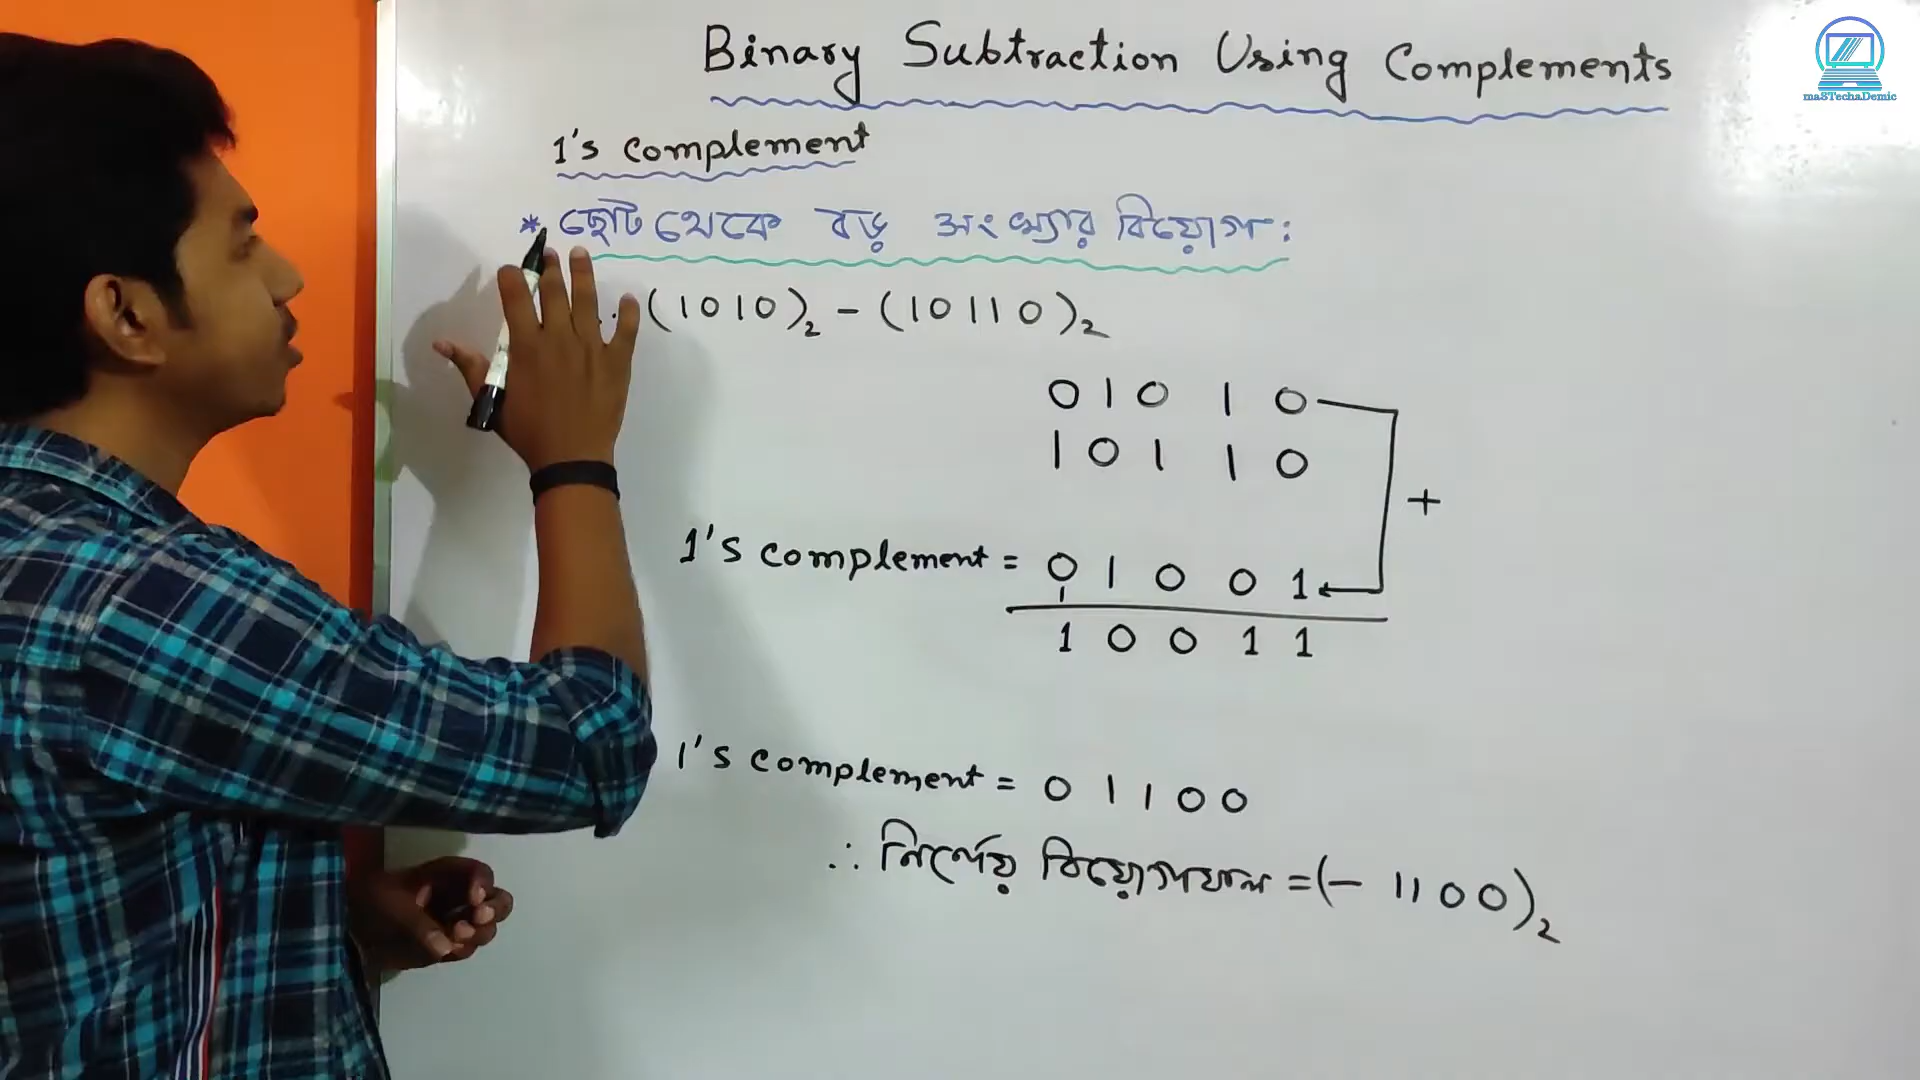 Binary Subtraction Using Complements
maSTechaDemic
1's complement
* ছোট থেকে বড় সংখ্যার বিয়োগ :
(1010)₂ - (10110)₂
0 1 0 1 0
1 0 1 1 0
+
1's complement = 0 1 0 0 1
1
1 0 0 1 1
1's complement = 0 1 1 0 0
∴ নির্ণেয় বিয়োগফল = (- 1100)₂